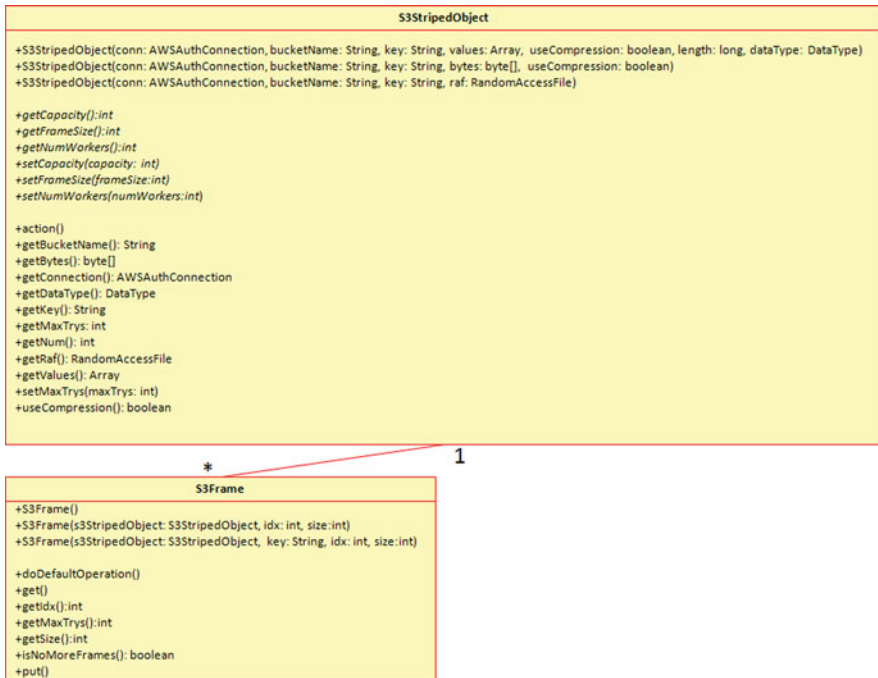 S3StripedObject
+S3StripedObject(conn: AWSAuthConnection, bucketName: String, key: String, values: Array, useCompression: boolean, length: long, dataType: DataType)
+S3StripedObject(conn: AWSAuthConnection, bucketName: String, key: String, bytes: byte[], useCompression: boolean)
+S3StripedObject(conn: AWSAuthConnection, bucketName: String, key: String, raf: RandomAccessFile)
+getCapacity():int
+getFrameSize():int
+getNumWorkers():int
+setCapacity(capacity: int)
+setFrameSize(frameSize:int)
+setNumWorkers(numWorkers:int)
+action()
+getBucketName(): String
+getBytes(): byte[]
+getConnection(): AWSAuthConnection
+getDataType(): DataType
+getKey(): String
+getMaxTrys: int
+getNum(): int
+getRaf(): RandomAccessFile
+getValues(): Array
+setMaxTrys(maxTrys: int)
+useCompression(): boolean
1
*
S3Frame
+S3Frame()
+S3Frame(s3StripedObject: S3StripedObject, idx: int, size:int)
+S3Frame(s3StripedObject: S3StripedObject, key: String, idx: int, size:int)
+doDefaultOperation()
+get()
+getIdx():int
+getMaxTrys():int
+getSize():int
+isNoMoreFrames(): boolean
+put()